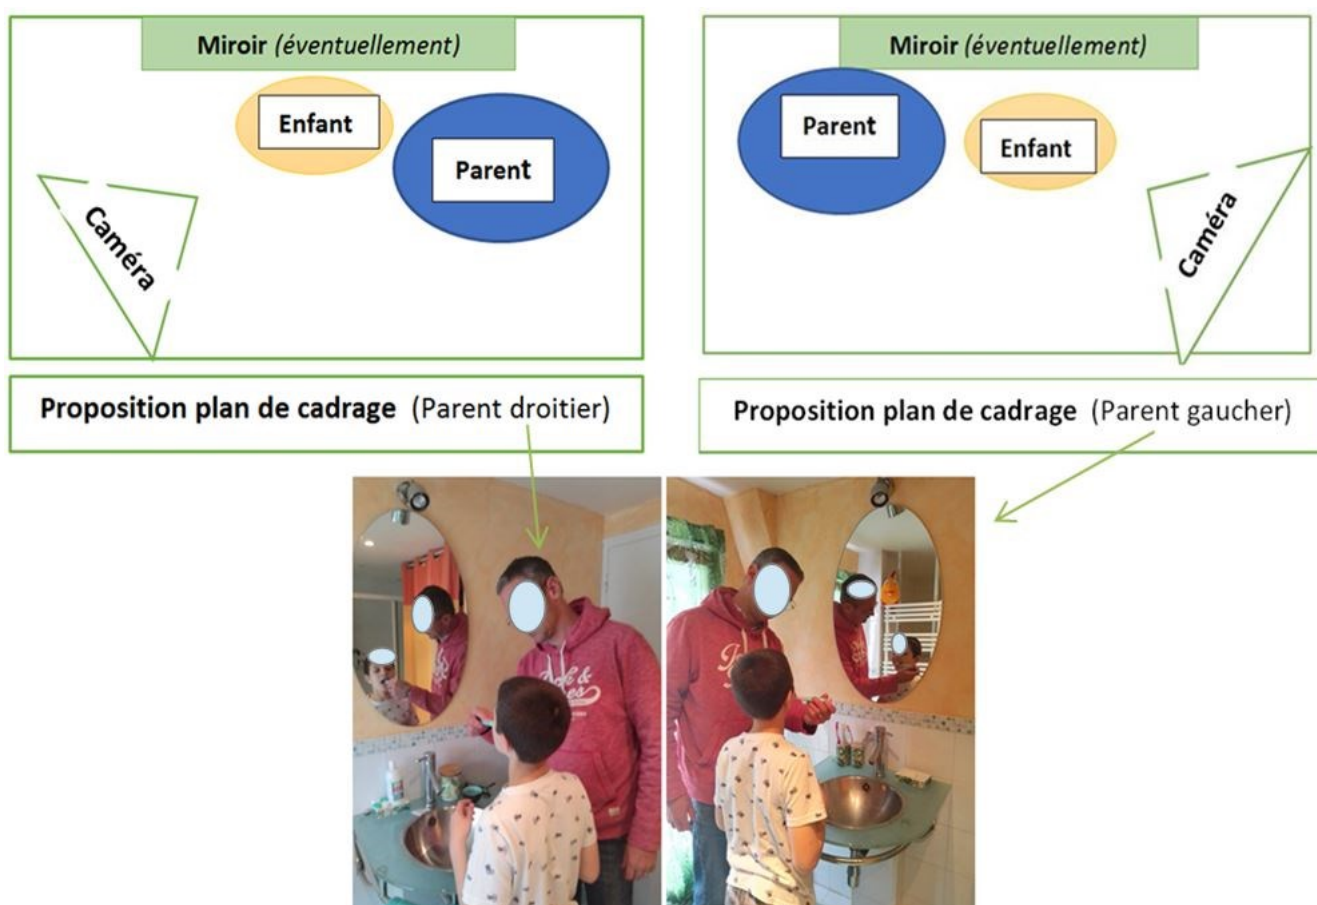 Miroir (éventuellement)
Enfant
Parent
Caméra
Proposition plan de cadrage (Parent droitier)
Miroir (éventuellement)
Parent
Enfant
Caméra
Proposition plan de cadrage (Parent gaucher)